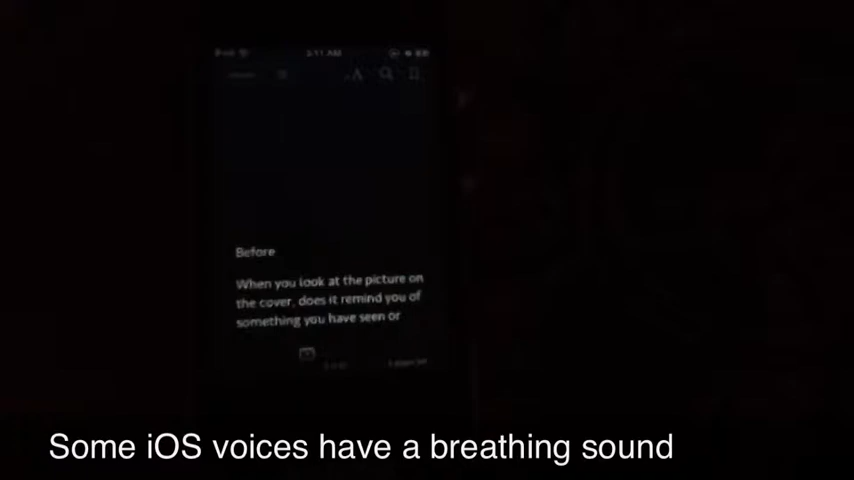 Before
When you look at the picture on
the cover, does it remind you of
something you have seen or
Some iOS voices have a breathing sound